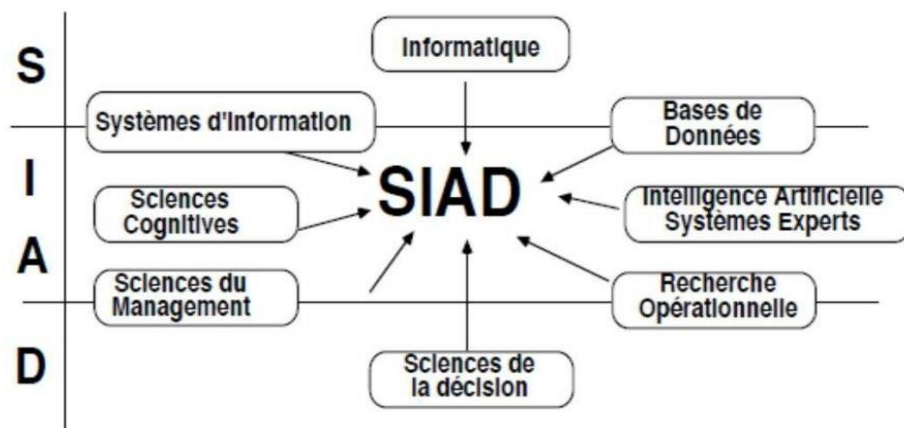 S
Informatique
Systèmes d'Information
Bases de
Données
I
SIAD
Sciences
Cognitives
Intelligence Artificielle
Systèmes Experts
A
Sciences du
Management
Recherche
Opérationnelle
D
Sciences de
la décision